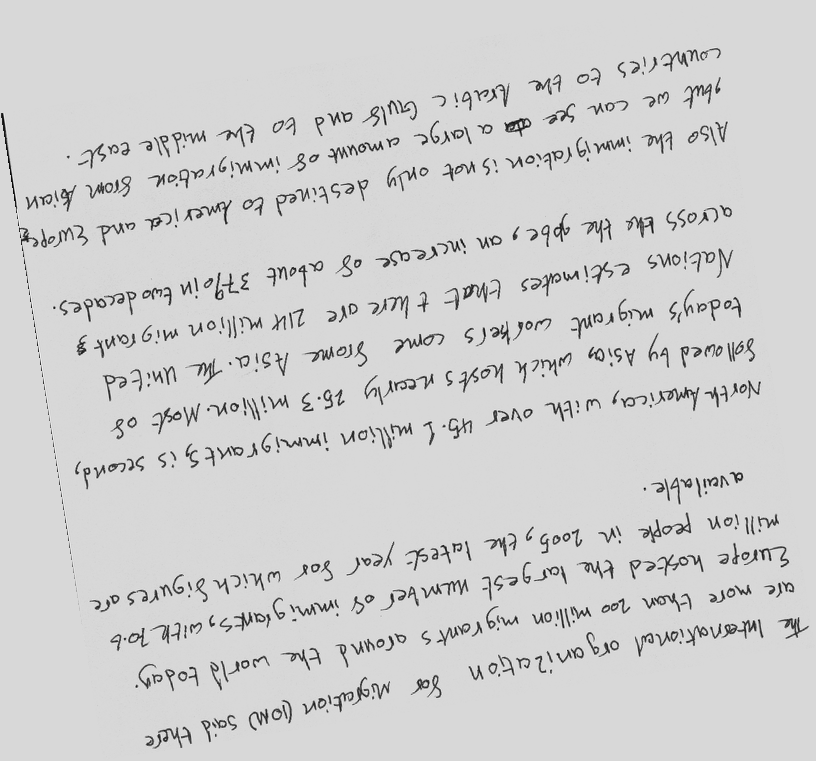 The International organization for Migration (IOM) said there
are more than 200 million migrants around the world today.
Europe hosted the largest number of immigrants, with 70.6
million people in 2005, the latest year for which figures are
available.
North America, with over 45.1 million immigrants, is second,
followed by Asia, which hosts nearly 25.3 million. Most of
today's migrant workers come frome Asia. The United
Nations estimates that there are 214 million migrants
across the the globe, an increase of about 37% in two decades.
Also the immigration is not only destined to America and Europe
,but we can see a large amount of immigration from Asian
countries to the Arabic Gulf and to the middle east.